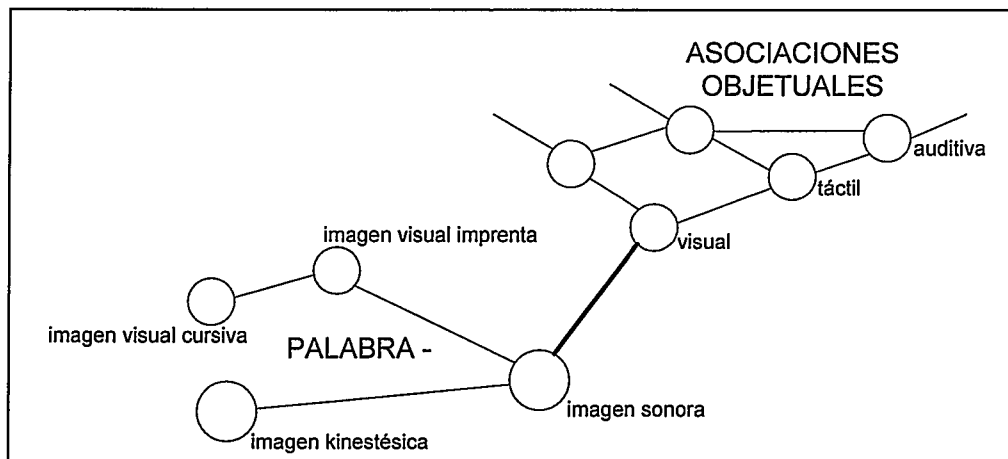 ASOCIACIONES
OBJETUALES
auditiva
táctil
visual
imagen visual imprenta
imagen visual cursiva
PALABRA -
imagen sonora
imagen kinestésica